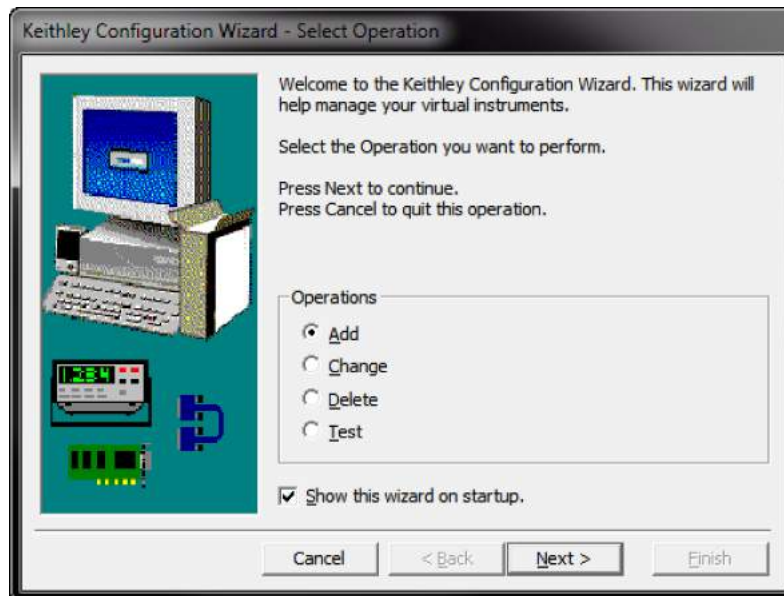 Keithley Configuration Wizard - Select Operation
Welcome to the Keithley Configuration Wizard. This wizard will
help manage your virtual instruments.
Select the Operation you want to perform.
Press Next to continue.
Press Cancel to quit this operation.
Operations
Add
Change
Delete
Test
1284
Show this wizard on startup.
Cancel
< Back
Next >
Finish